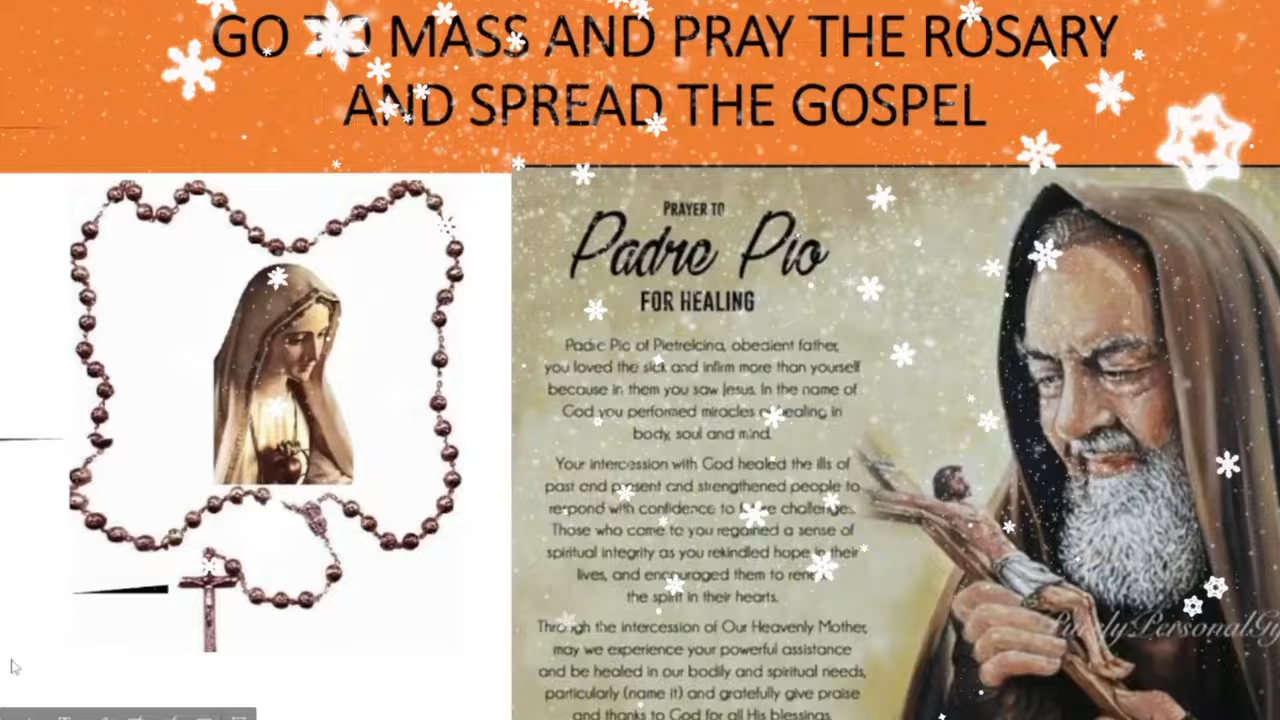 GO TO MASS AND PRAY THE ROSARY
AND SPREAD THE GOSPEL
PRAYER TO
Padre Pio
FOR HEALING
Padre Pio of Pietrelcina, obedient father,
you loved the sick and infirm more than yourself
because in them you saw Jesus. In the name of
God you performed miracles of healing in
body, soul and mind.
Your intercession with God healed the ills of
past and present and strengthened people to
respond with confidence to future challenges.
Those who came to you regained a sense of
spiritual integrity as you rekindled hope in their
lives, and encouraged them to renew
the spirit in their hearts.
Through the intercession of Our Heavenly Mother,
may we experience your powerful assistance
and be healed in our bodily and spiritual needs,
particularly (name it) and gratefully give praise
and thanks to God for all His blessings.